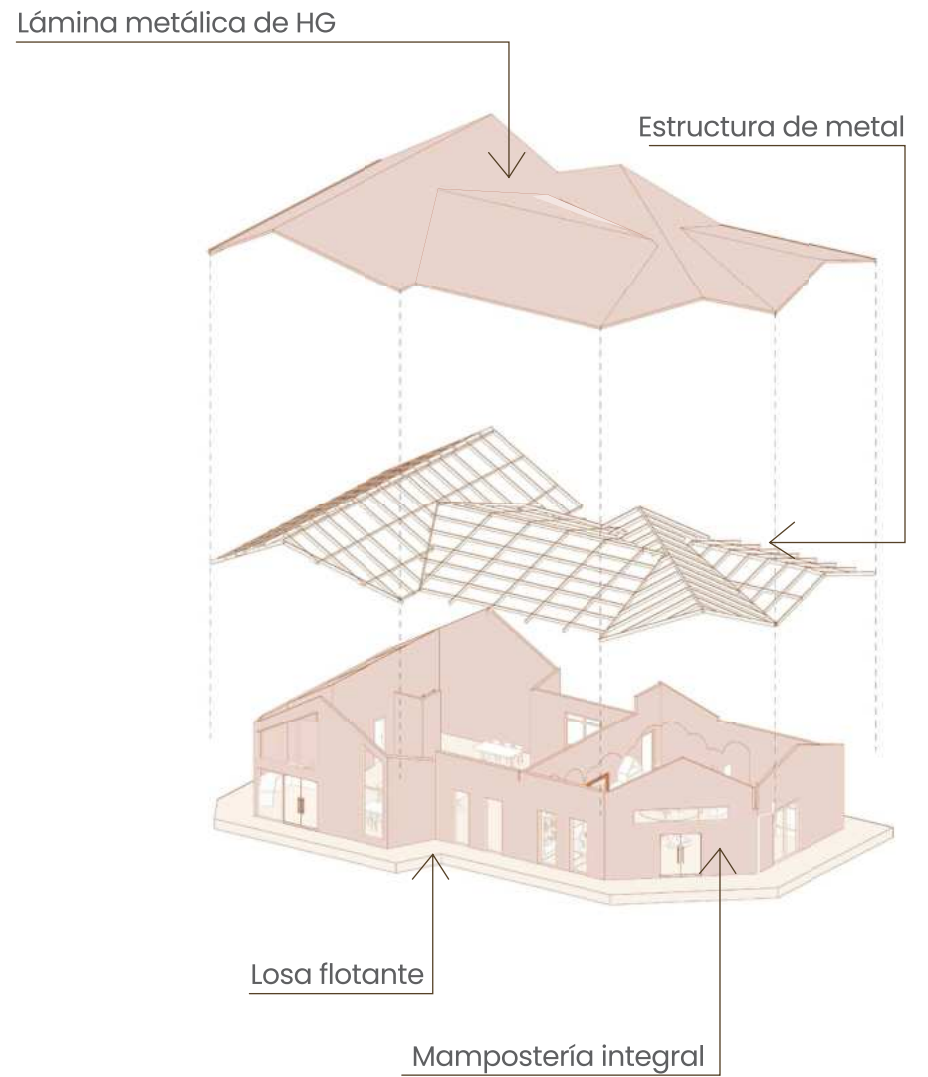 Lámina metálica de HG
Estructura de metal
Losa flotante
Mampostería integral